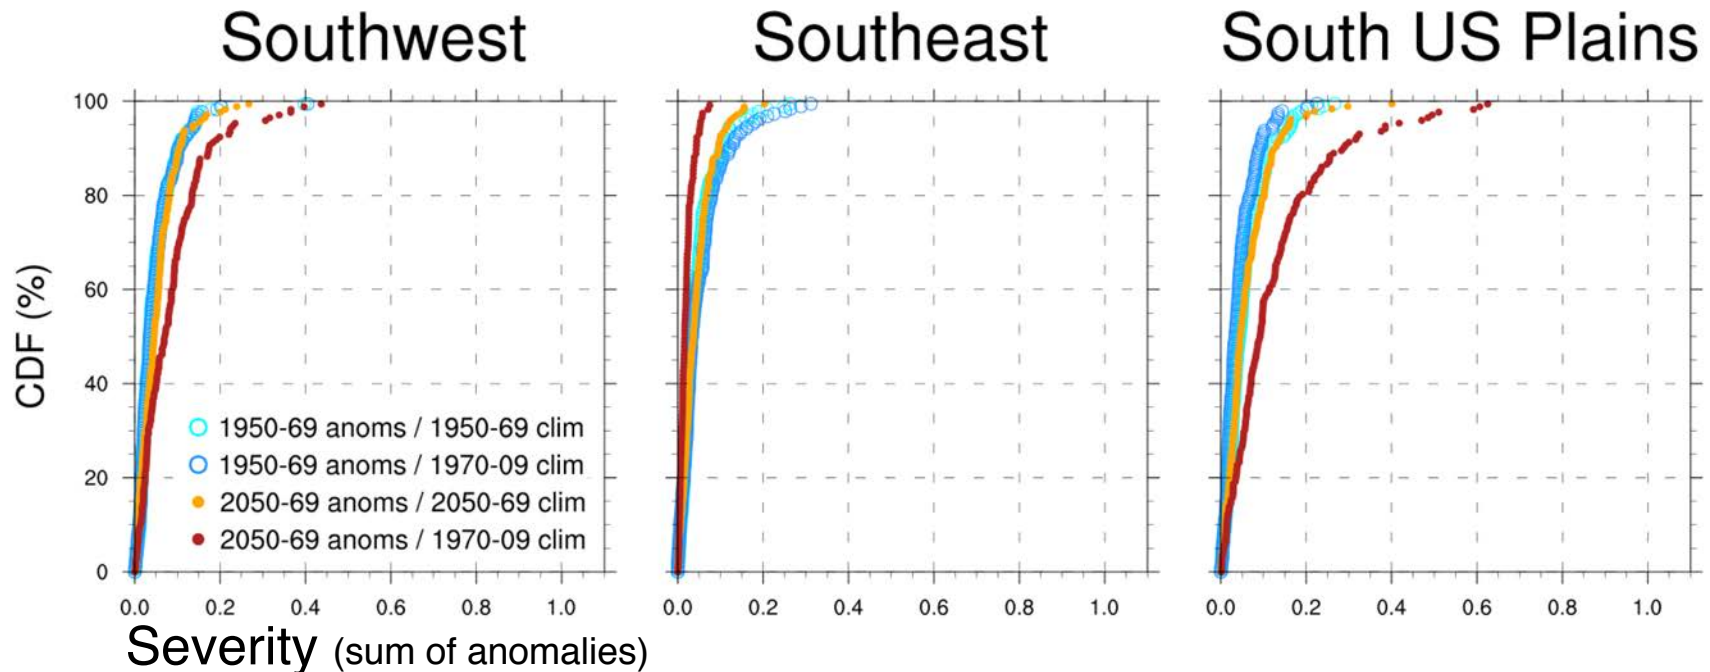 Southwest
Southeast
South US Plains
CDF (%)
100
80
60
40
20
0
1950-69 anoms / 1950-69 clim
1950-69 anoms / 1970-09 clim
2050-69 anoms / 2050-69 clim
2050-69 anoms / 1970-09 clim
0.0 0.2 0.4 0.6 0.8 1.0
0.0 0.2 0.4 0.6 0.8 1.0
0.0 0.2 0.4 0.6 0.8 1.0
Severity (sum of anomalies)